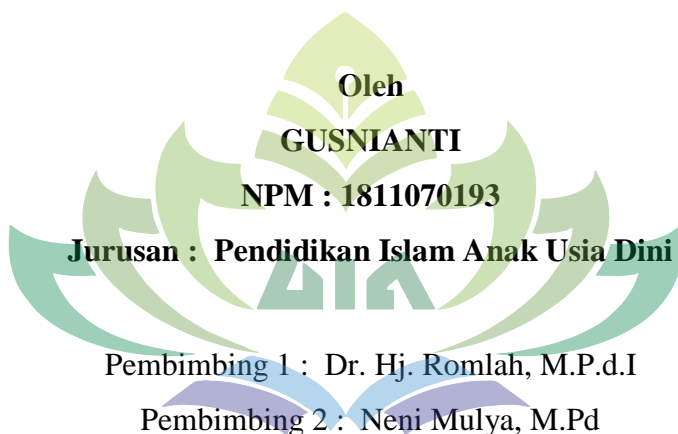 Oleh
GUSNIANTI
NPM : 1811070193
Jurusan : Pendidikan Islam Anak Usia Dini
Pembimbing 1 : Dr. Hj. Romlah, M.P.d.I
Pembimbing 2 : Neni Mulya, M.Pd